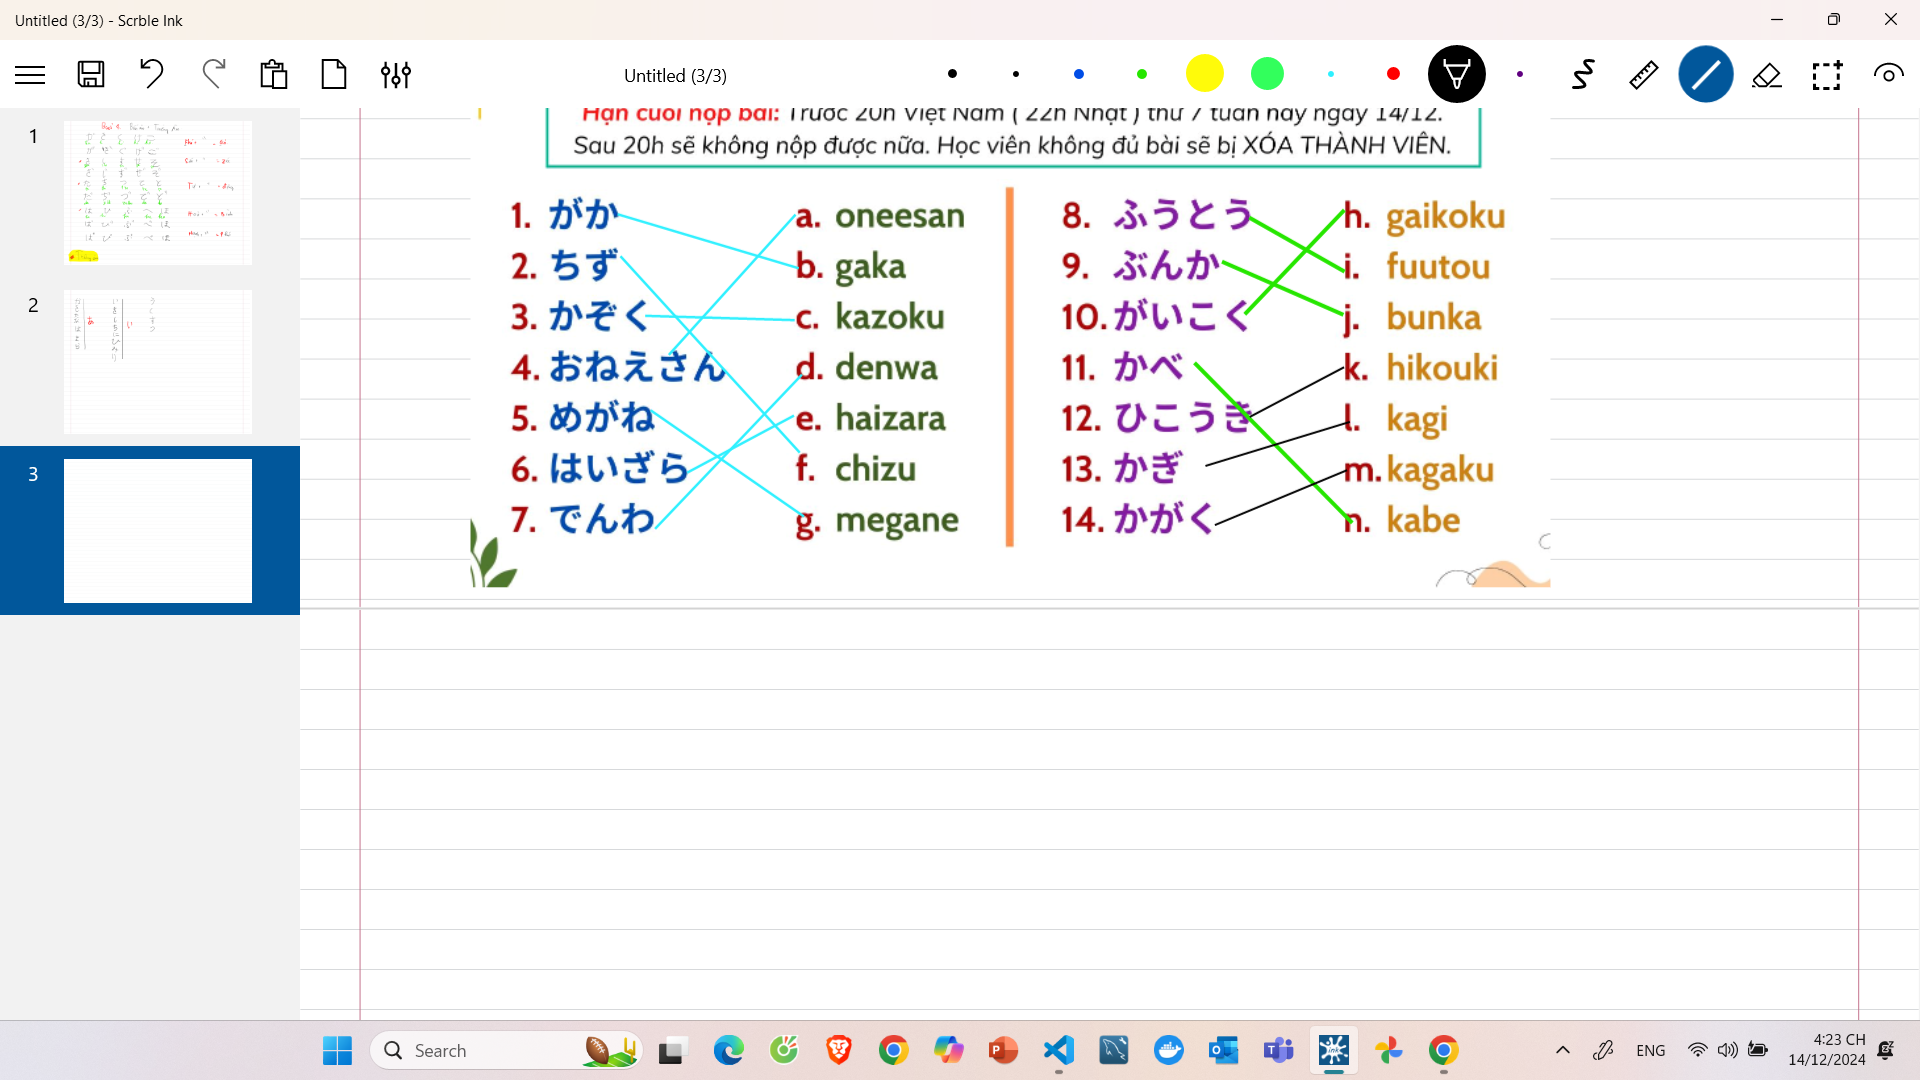 Untitled (3/3) - Scrble Ink
Untitled (3/3)
1
2
3
Hạn cuối nộp bài: Trước 20h Việt Nam ( 22h Nhật ) thứ 7 tuần này ngày 14/12.
Sau 20h sẽ không nộp được nữa. Học viên không đủ bài sẽ bị XÓA THÀNH VIÊN.
1. がか a. oneesan
2. ちず b. gaka
3. かぞく c. kazoku
4. おねえさん d. denwa
5. めがね e. haizara
6. はいざら f. chizu
7. でんわ g. megane
8. ふうとう h. gaikoku
9. ぶんか i. fuutou
10. がいこく j. bunka
11. かべ k. hikouki
12. ひこうき l. kagi
13. かぎ m. kagaku
14. かがく n. kabe
Search
ENG
4:23 CH
14/12/2024